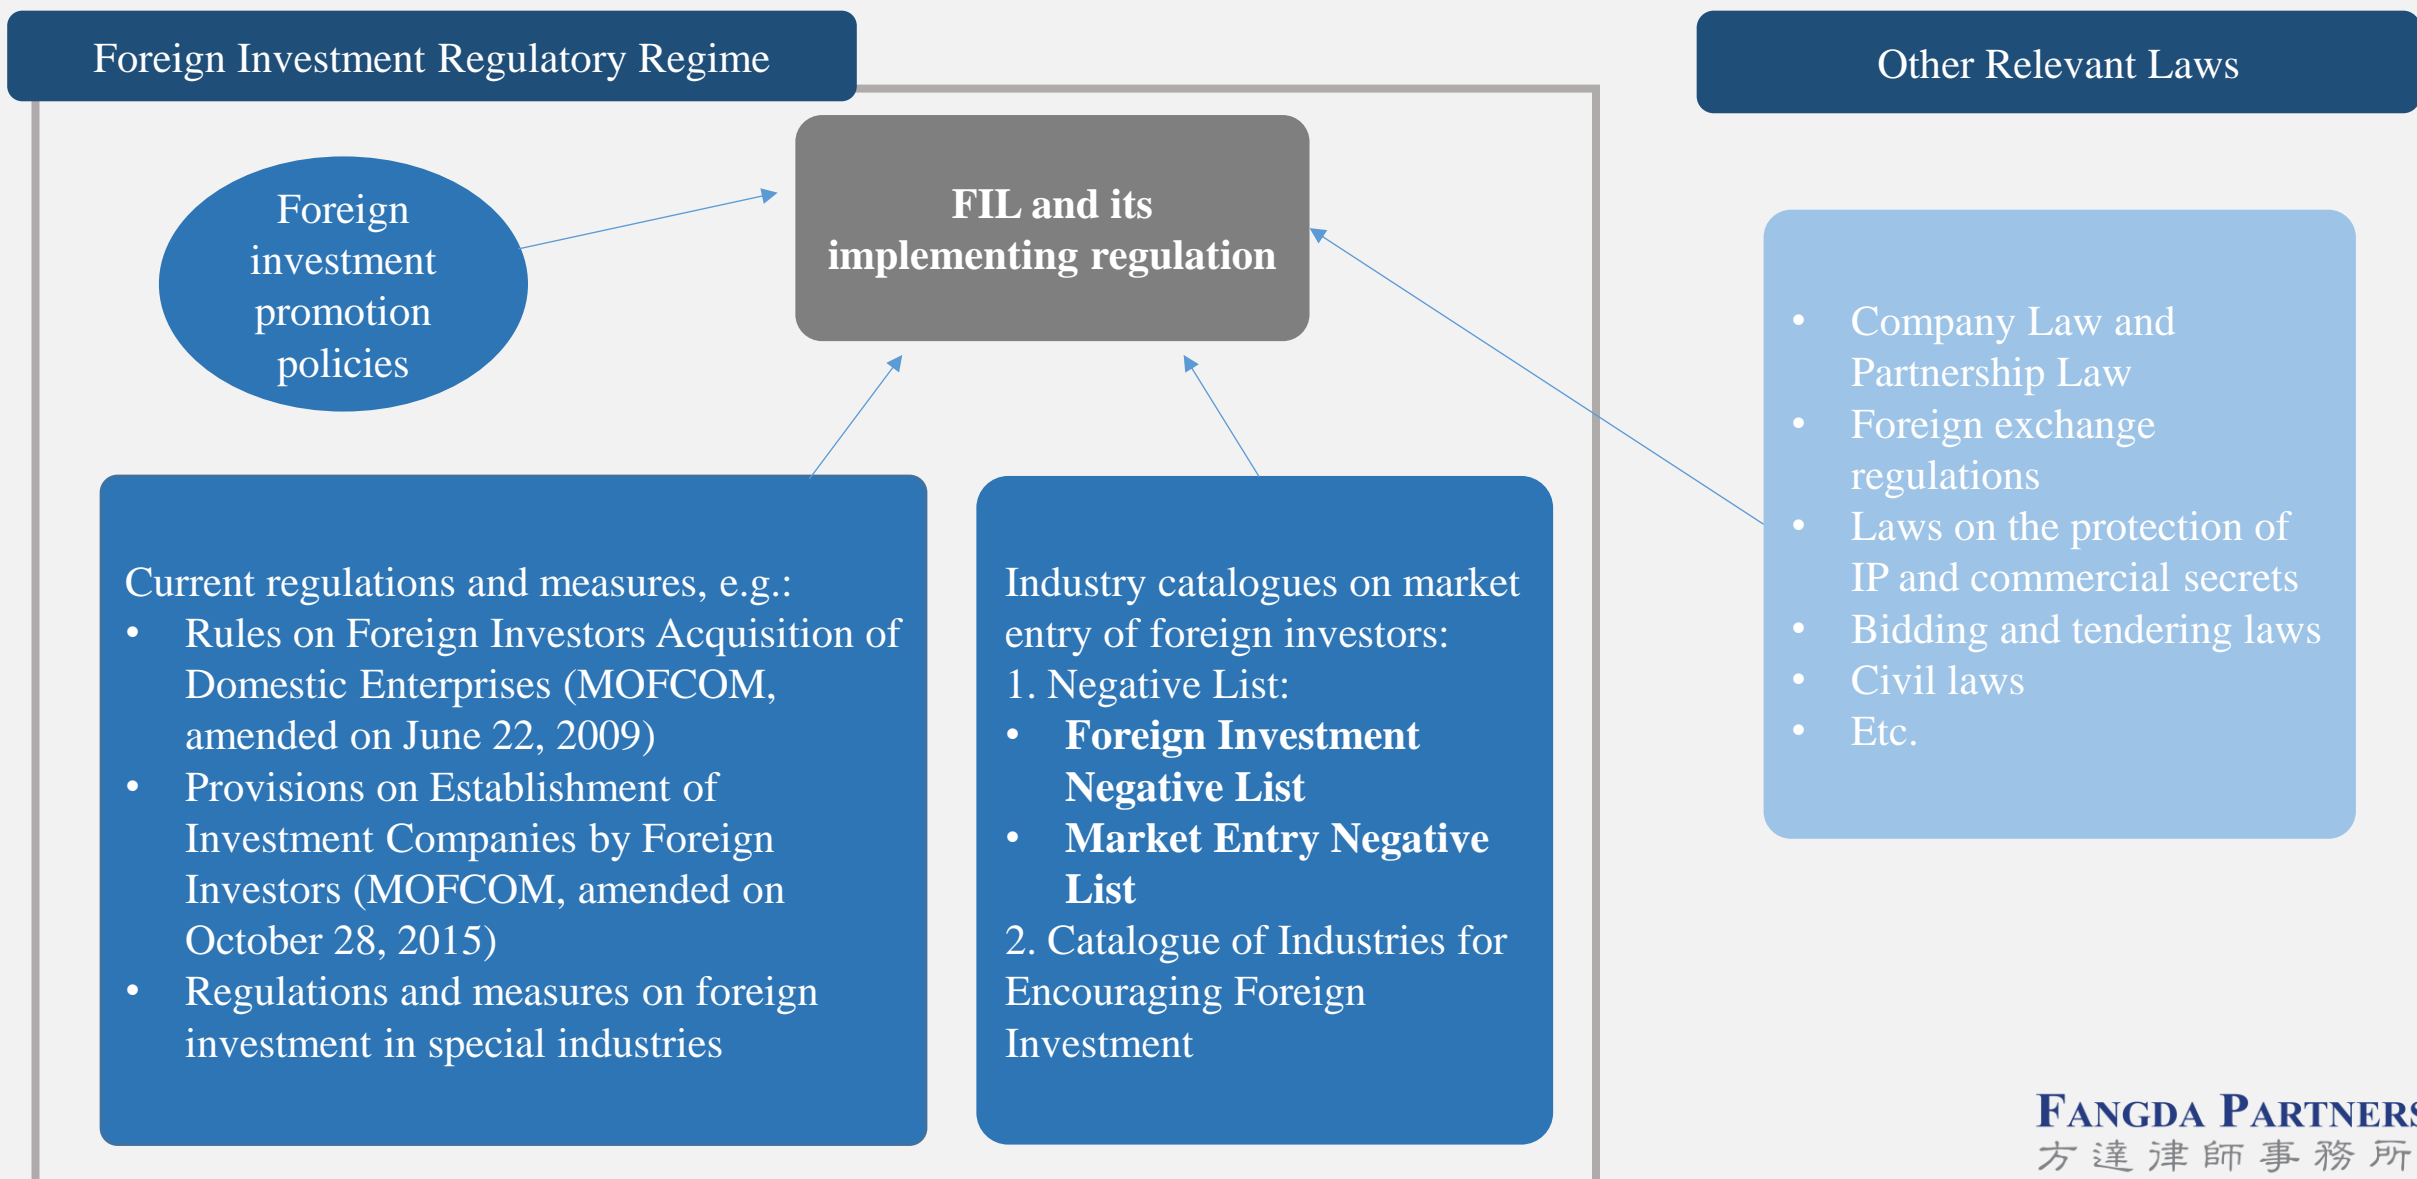 Foreign Investment Regulatory Regime
Other Relevant Laws
Foreign
investment
promotion
policies
FIL and its
implementing regulation
Current regulations and measures, e.g.:
• Rules on Foreign Investors Acquisition of
Domestic Enterprises (MOFCOM,
amended on June 22, 2009)
• Provisions on Establishment of
Investment Companies by Foreign
Investors (MOFCOM, amended on
October 28, 2015)
• Regulations and measures on foreign
investment in special industries
Industry catalogues on market
entry of foreign investors:
1. Negative List:
• Foreign Investment
Negative List
• Market Entry Negative
List
2. Catalogue of Industries for
Encouraging Foreign
Investment
• Company Law and
Partnership Law
• Foreign exchange
regulations
• Laws on the protection of
IP and commercial secrets
• Bidding and tendering laws
• Civil laws
• Etc.
FANGDA PARTNERS
方達律師事務所